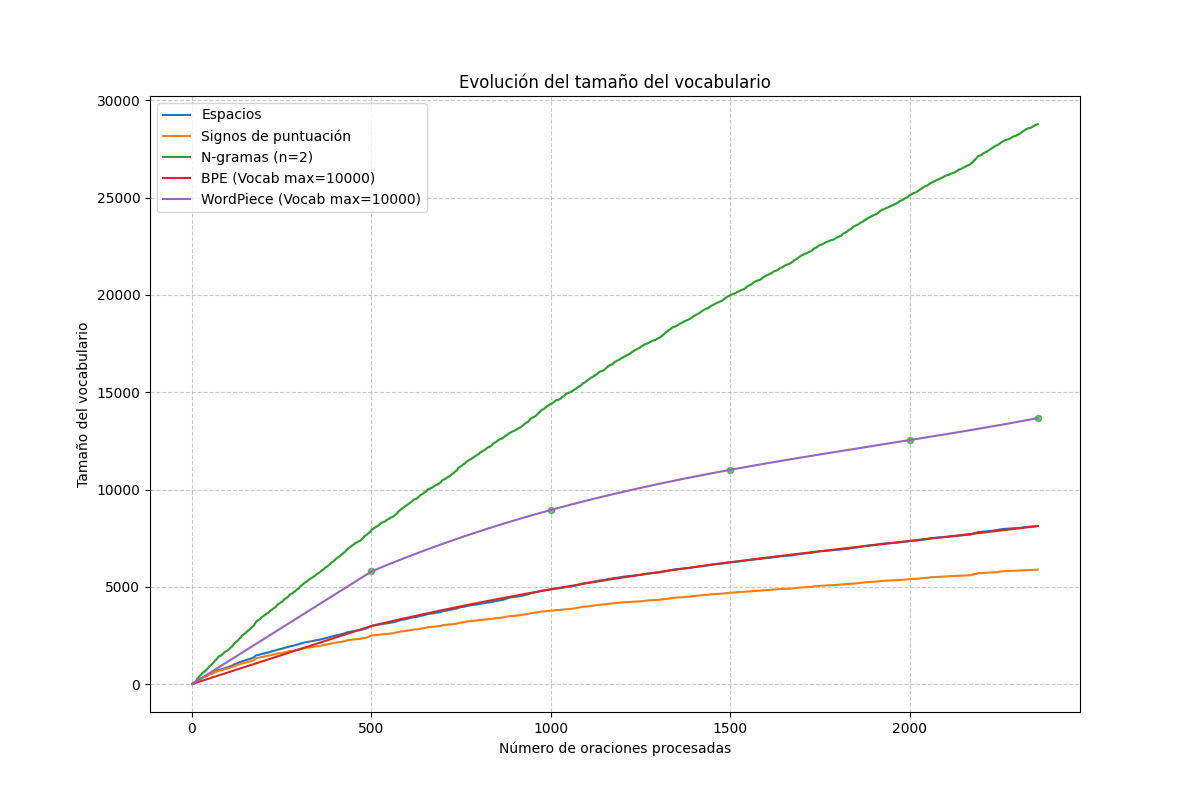 Evolución del tamaño del vocabulario
Espacios
Signos de puntuación
N-gramas (n=2)
BPE (Vocab max=10000)
WordPiece (Vocab max=10000)
Tamaño del vocabulario
30000
25000
20000
15000
10000
5000
0
0 500 1000 1500 2000
Número de oraciones procesadas